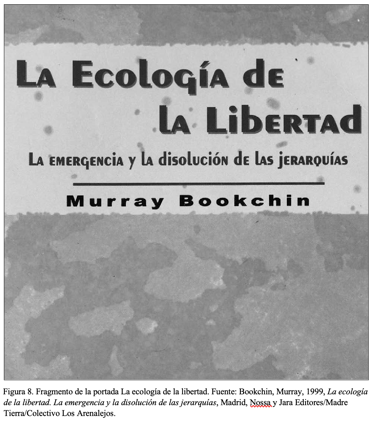 La Ecología de
la Libertad
La emergencia y la disolución de las jerarquías
Murray Bookchin
Figura 8. Fragmento de la portada La ecología de la libertad. Fuente: Bookchin, Murray, 1999, La ecología
de la libertad. La emergencia y la disolución de las jerarquías, Madrid, Nossa y Jara Editores/Madre
Tierra/Colectivo Los Arenalejos.